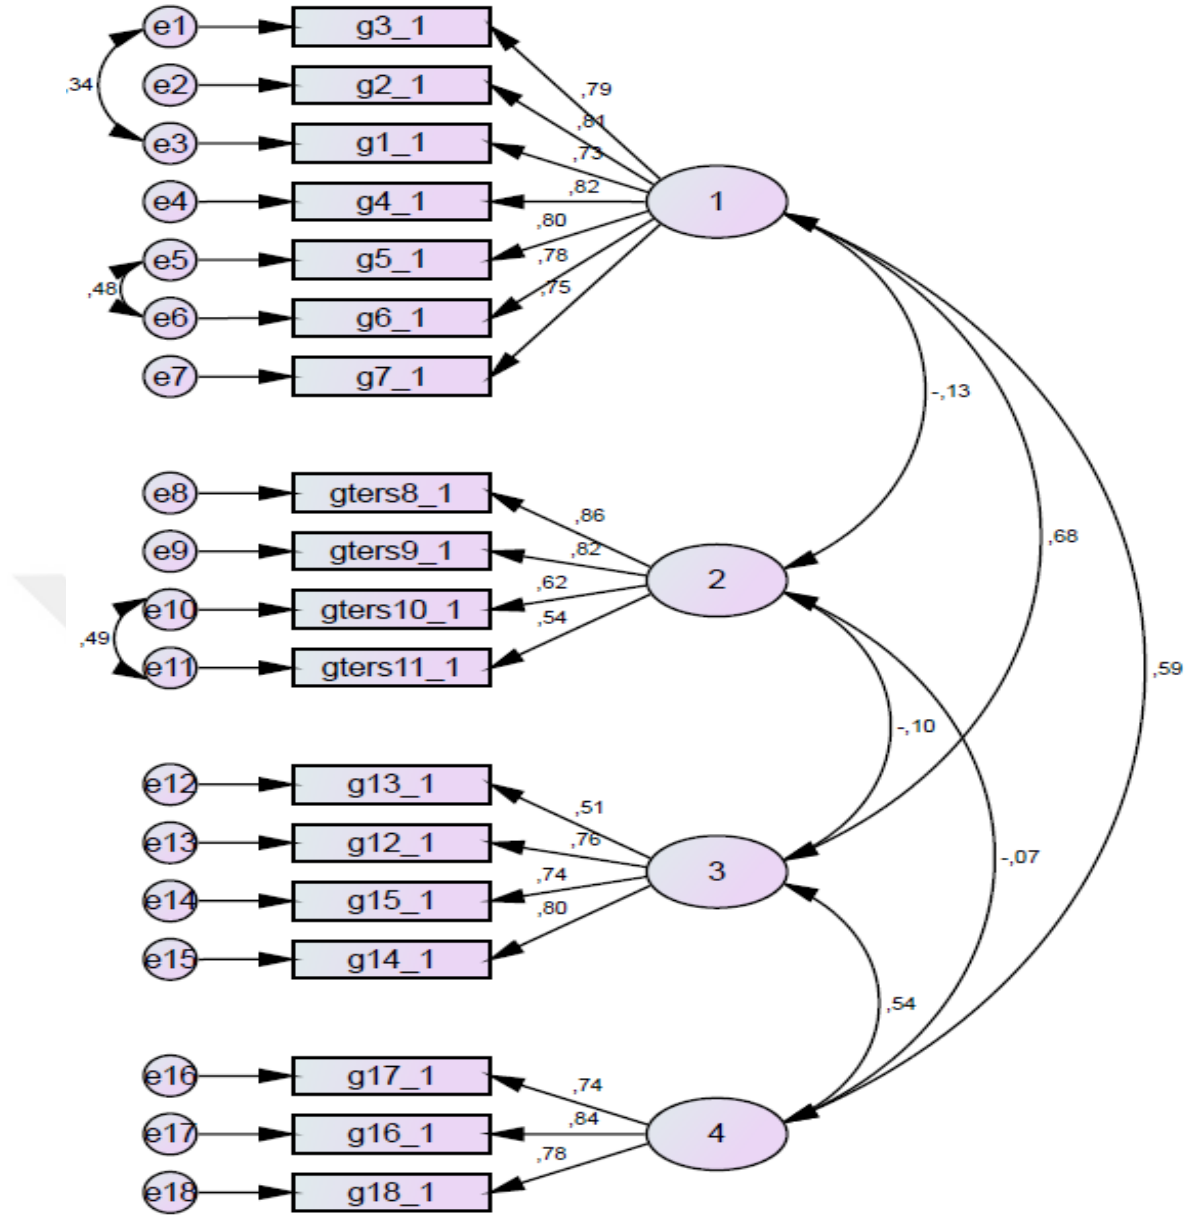 e1 g3_1
,79
,34 e2 g2_1
,81
e3 g1_1
,73
e4 g4_1 ,82 1
,80
e5 g5_1
,78
,48
,75
e6 g6_1
e7 g7_1
-,13
e8 gters8_1
,86
,68
e9 gters9_1
,82
2
,62
e10 gters10_1
,54
,49
,59
e11 gters11_1
-,10
e12 g13_1
,51
e13 g12_1
,76
-,07
3
,74
e14 g15_1
,80
e15 g14_1
,54
e16 g17_1
,74
,84
e17 g16_1 4
,78
e18 g18_1